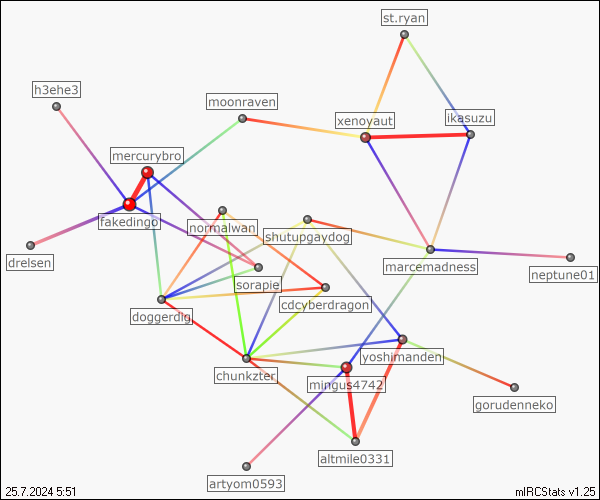 st.ryan
h3ehe3
moonraven
xenoyaut
ikasuzu
mercurybro
fakedingo
normalwan
shutupgaydog
drelsen
sorapie
marcemadness
neptune01
doggerdig
cdcyberdragon
chunkzter
yoshimanden
mingus4742
gorudenneko
altmile0331
artyom0593
25.7.2024 5:51
mIRCStats v1.25